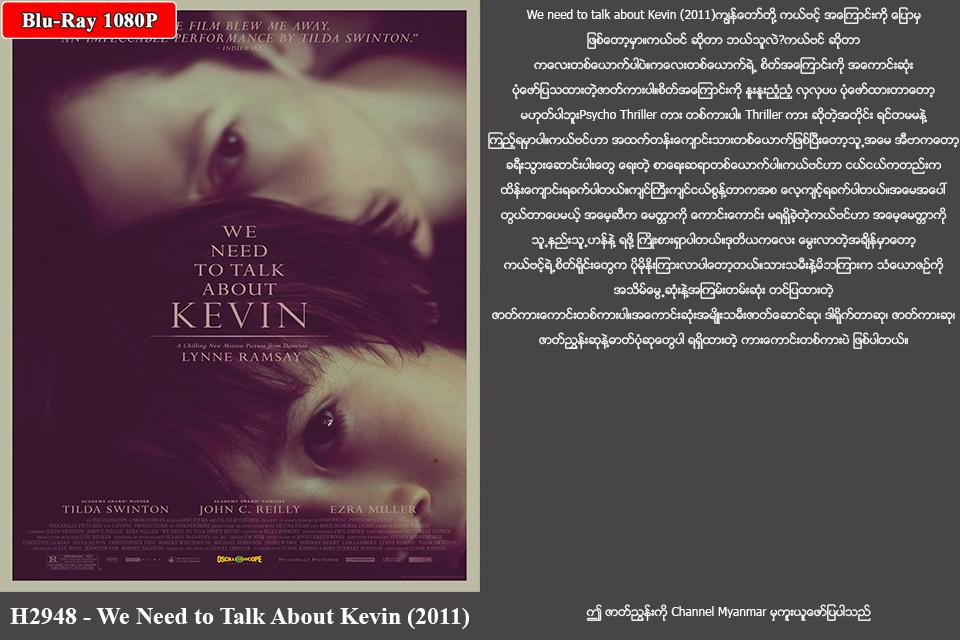 Blu-Ray 1080P
FILM BLEW ME AWAY.
AN IMPECCABLE PERFORMANCE BY TILDA SWINTON.”
– INDIEWIRE
WE
NEED
TO TALK
ABOUT
KEVIN
A Chilling New Motion Picture from Director
LYNNE RAMSAY
ACADEMY AWARD® WINNER
TILDA SWINTON
ACADEMY AWARD® NOMINEE
JOHN C. REILLY
EZRA MILLER
R
OSCILLOSCOPE
H2948 - We Need to Talk About Kevin (2011)
We need to talk about Kevin (2011)ကျွန်တော်တို့ ကယ်ဗင့် အကြောင်းကို ပြောမှ
ဖြစ်တော့မှာ။ကယ်ဗင် ဆိုတာ ဘယ်သူလဲ?ကယ်ဗင် ဆိုတာ
ကလေးတစ်ယောက်ပါပဲ။ကလေးတစ်ယောက်ရဲ့ စိတ်အကြောင်းကို အကောင်းဆုံး
ပုံဖော်ပြသထားတဲ့ဇာတ်ကားပါ။စိတ်အကြောင်းကို နူးနူးညံ့ညံ့ လှလှပပ ပုံဖော်ထားတာတော့
မဟုတ်ပါဘူးPsycho Thriller ကား တစ်ကားပါ။ Thriller ကား ဆိုတဲ့အတိုင်း ရင်တမမနဲ့
ကြည့်ရမှာပါ။ကယ်ဗင်ဟာ အထက်တန်းကျောင်းသားတစ်ယောက်ဖြစ်ပြီးတော့သူ့အမေ အီဗာကတော့
ခရီးသွားဆောင်းပါးတွေ ရေးတဲ့ စာရေးဆရာတစ်ယောက်ပါ။ကယ်ဗင်ဟာ ငယ်ငယ်ကတည်းက
ထိန်းကျောင်းရခက်ပါတယ်။ကျင်ကြီးကျင်ငယ်စွန့်တာကအစ လေ့ကျင့်ရခက်ပါတယ်။အမေအပေါ်
တွယ်တာပေမယ့် အမေ့ဆီက မေတ္တာကို ကောင်းကောင်း မရရှိခဲ့တဲ့ကယ်ဗင်ဟာ အမေ့မေတ္တာကို
သူ့နည်းသူ့ဟန်နဲ့ ရဖို့ ကြိုးစားရှာပါတယ်။ဒုတိယကလေး မွေးလာတဲ့အချိန်မှာတော့
ကယ်ဗင့်ရဲ့စိတ်ရိုင်းတွေက ပိုမိုနိုးကြားလာပါတော့တယ်။သားသမီးနဲ့မိဘကြားက သံယောဇဉ်ကို
အသိမ်မွေ့ဆုံးနဲ့အကြမ်းတမ်းဆုံး တင်ပြထားတဲ့
ဇာတ်ကားကောင်းတစ်ကားပါ။အကောင်းဆုံးအမျိုးသမီးဇာတ်ဆောင်ဆု၊ ဒါရိုက်တာဆု၊ ဇာတ်ကားဆု၊
ဇာတ်ညွှန်းဆုနဲ့ဓာတ်ပုံဆုတွေပါ ရရှိထားတဲ့ ကားကောင်းတစ်ကားပဲ ဖြစ်ပါတယ်။
ဤ ဇာတ်ညွှန်းကို Channel Myanmar မှကူးယူဖော်ပြပါသည်